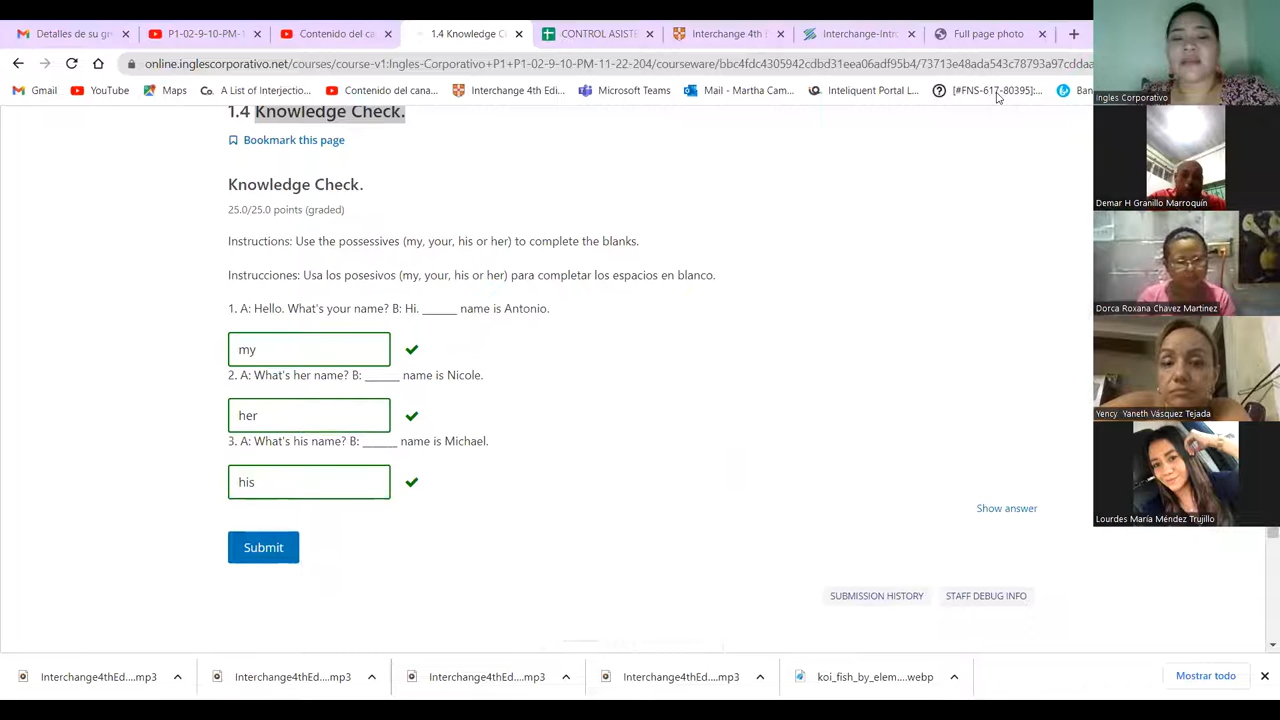 Detalles de su gr
P1-02-9-10-PM-1
Contenido del ca
1.4 Knowledge C
CONTROL ASISTE
Interchange 4th E
Interchange-Intro
Full page photo
online.inglescorporativo.net/courses/course-v1:Ingles-Corporativo+P1+P1-02-9-10-PM-11-22-204/courseware/bbc4fdc4305942cdbd31eea06adf95b4/73713e48ada543c78793a97cddaa
Gmail
YouTube
Maps
A List of Interjectio...
Contenido del cana...
Interchange 4th Edi...
Microsoft Teams
Mail - Martha Cam...
Inteliquent Portal L...
[#FNS-617-80395]:...
Ban
1.4 Knowledge Check.
Bookmark this page
Knowledge Check.
25.0/25.0 points (graded)
Instructions: Use the possessives (my, your, his or her) to complete the blanks.
Instrucciones: Usa los posesivos (my, your, his or her) para completar los espacios en blanco.
1. A: Hello. What's your name? B: Hi. ______ name is Antonio.
my
2. A: What's her name? B: ______ name is Nicole.
her
3. A: What's his name? B: ______ name is Michael.
his
Show answer
Submit
SUBMISSION HISTORY
STAFF DEBUG INFO
Ingles Corporativo
Demar H Granillo Marroquín
Dorca Roxana Chavez Martinez
Yency Yaneth Vásquez Tejada
Lourdes María Méndez Trujillo
Interchange4thEd....mp3
Interchange4thEd....mp3
Interchange4thEd....mp3
Interchange4thEd....mp3
koi_fish_by_elem....webp
Mostrar todo